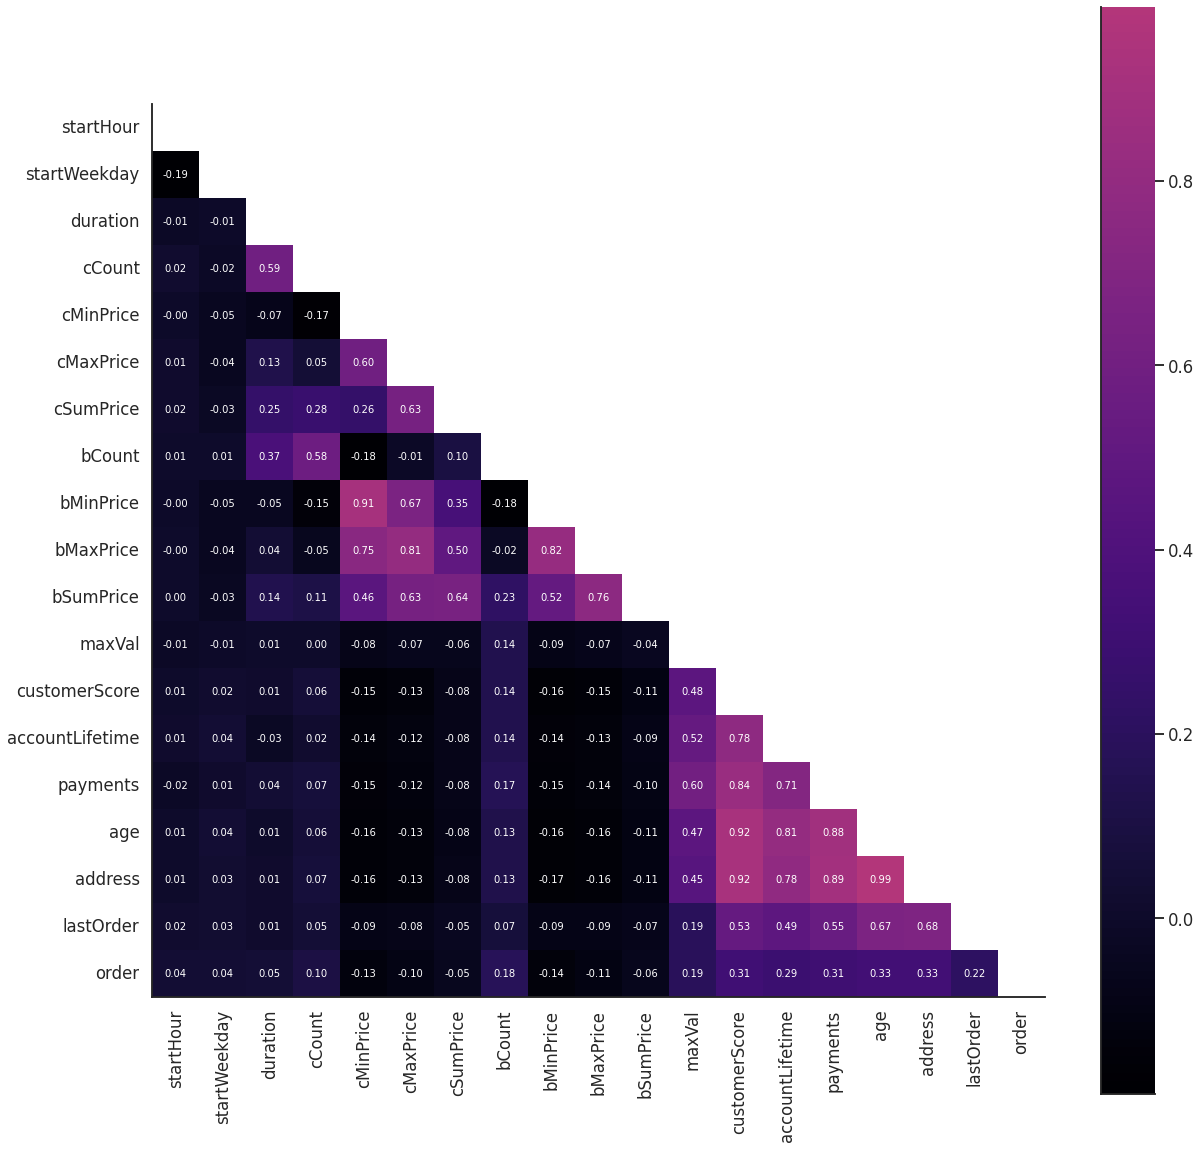 startHour
startWeekday -0.19
duration -0.01 -0.01
cCount 0.02 -0.02 0.59
cMinPrice -0.00 -0.05 -0.07 -0.17
cMaxPrice 0.01 -0.04 0.13 0.05 0.60
cSumPrice 0.02 -0.03 0.25 0.28 0.26 0.63
bCount 0.01 0.01 0.37 0.58 -0.18 -0.01 0.10
bMinPrice -0.00 -0.05 -0.05 -0.15 0.91 0.67 0.35 -0.18
bMaxPrice -0.00 -0.04 0.04 -0.05 0.75 0.81 0.50 -0.02 0.82
bSumPrice 0.00 -0.03 0.14 0.11 0.46 0.63 0.64 0.23 0.52 0.76
maxVal -0.01 -0.01 0.01 0.00 -0.08 -0.07 -0.06 0.14 -0.09 -0.07 -0.04
customerScore 0.01 0.02 0.01 0.06 -0.15 -0.13 -0.08 0.14 -0.16 -0.15 -0.11 0.48
accountLifetime 0.01 0.04 -0.03 0.02 -0.14 -0.12 -0.08 0.14 -0.14 -0.13 -0.09 0.52 0.78
payments -0.02 0.01 0.04 0.07 -0.15 -0.12 -0.08 0.17 -0.15 -0.14 -0.10 0.60 0.84 0.71
age 0.01 0.04 0.01 0.06 -0.16 -0.13 -0.08 0.13 -0.16 -0.16 -0.11 0.47 0.92 0.81 0.88
address 0.01 0.03 0.01 0.07 -0.16 -0.13 -0.08 0.13 -0.17 -0.16 -0.11 0.45 0.92 0.78 0.89 0.99
lastOrder 0.02 0.03 0.01 0.05 -0.09 -0.08 -0.05 0.07 -0.09 -0.09 -0.07 0.19 0.53 0.49 0.55 0.67 0.68
order 0.04 0.04 0.05 0.10 -0.13 -0.10 -0.05 0.18 -0.14 -0.11 -0.06 0.19 0.31 0.29 0.31 0.33 0.33 0.22
startHour
startWeekday
duration
cCount
cMinPrice
cMaxPrice
cSumPrice
bCount
bMinPrice
bMaxPrice
bSumPrice
maxVal
customerScore
accountLifetime
payments
age
address
lastOrder
order
0.8
0.6
0.4
0.2
0.0